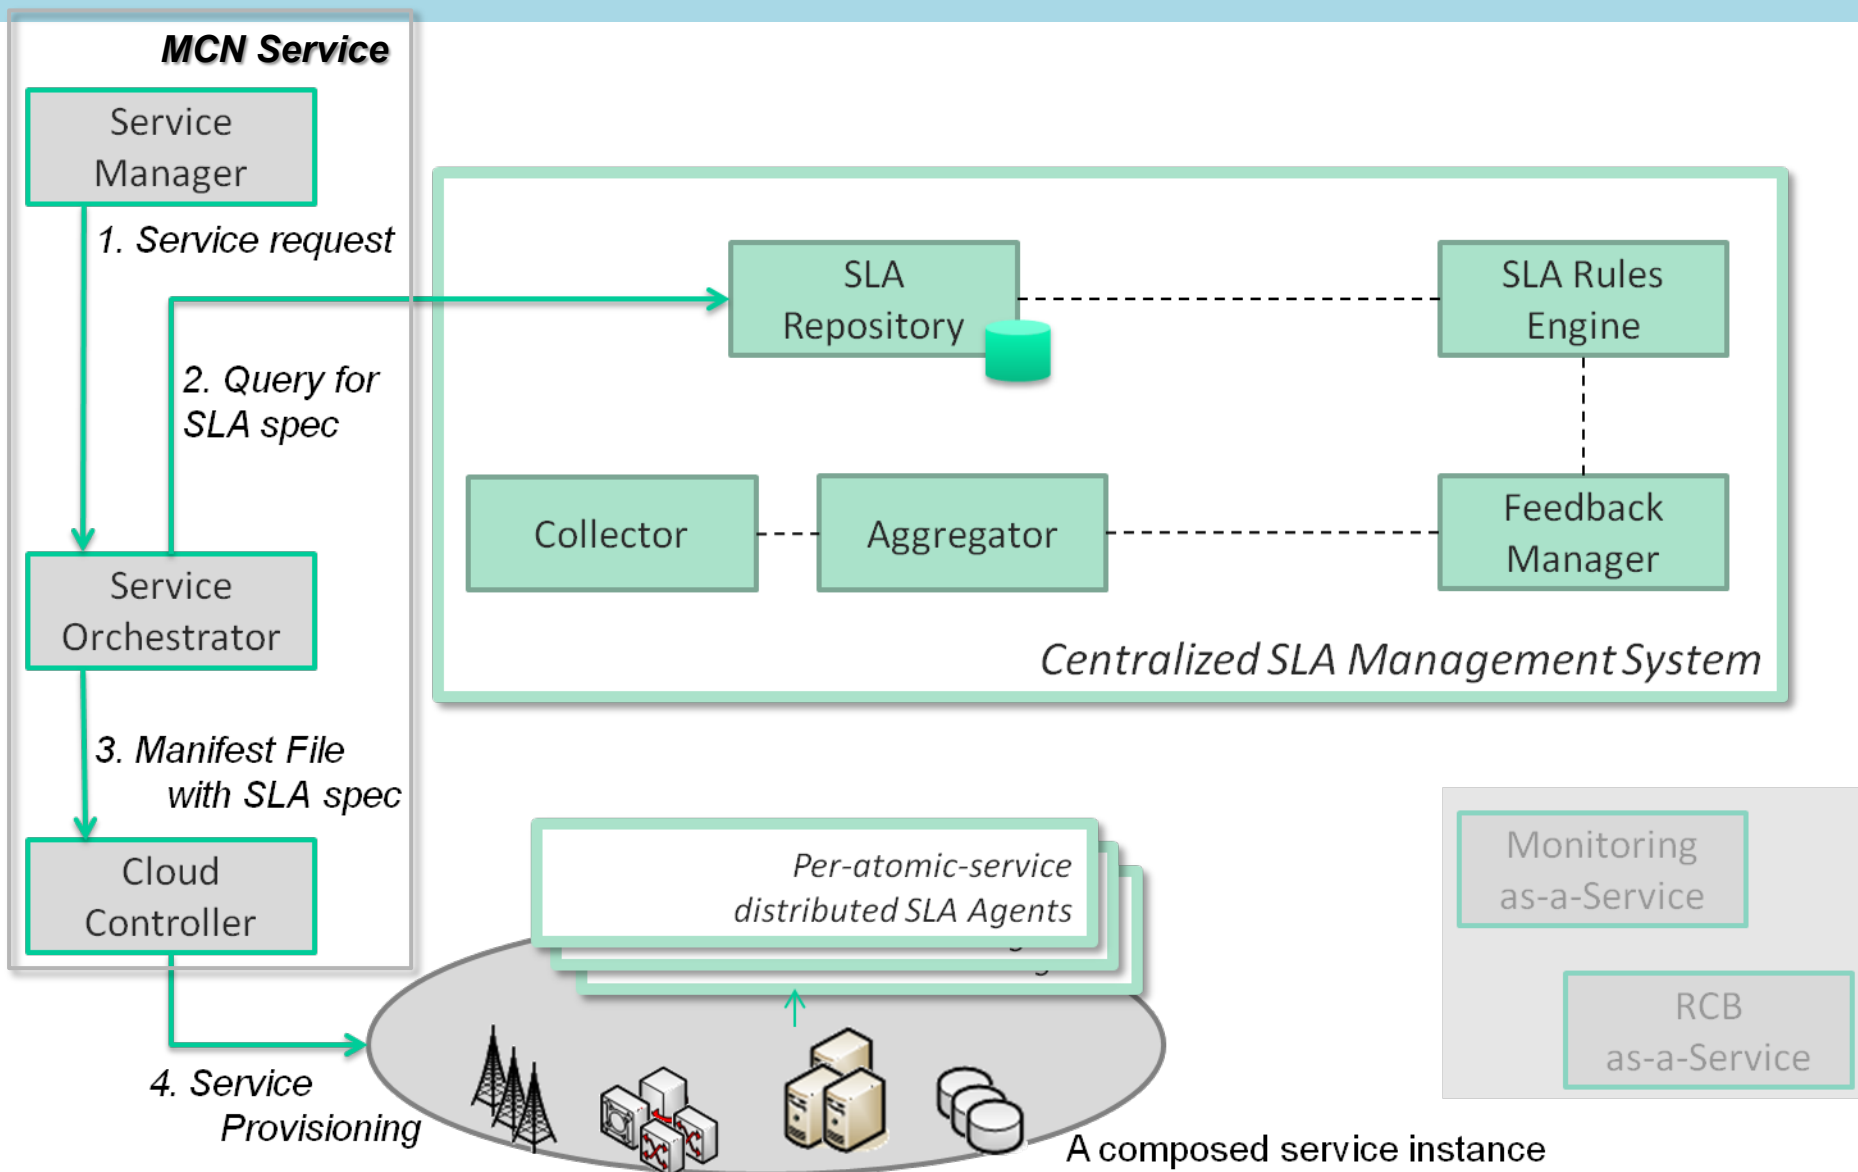 MCN Service
Service
Manager
1. Service request
SLA
Repository
SLA Rules
Engine
2. Query for
SLA spec
Collector
Aggregator
Feedback
Manager
Service
Orchestrator
Centralized SLA Management System
3. Manifest File
with SLA spec
Cloud
Controller
Per-atomic-service
distributed SLA Agents
Monitoring
as-a-Service
RCB
as-a-Service
4. Service
Provisioning
A composed service instance